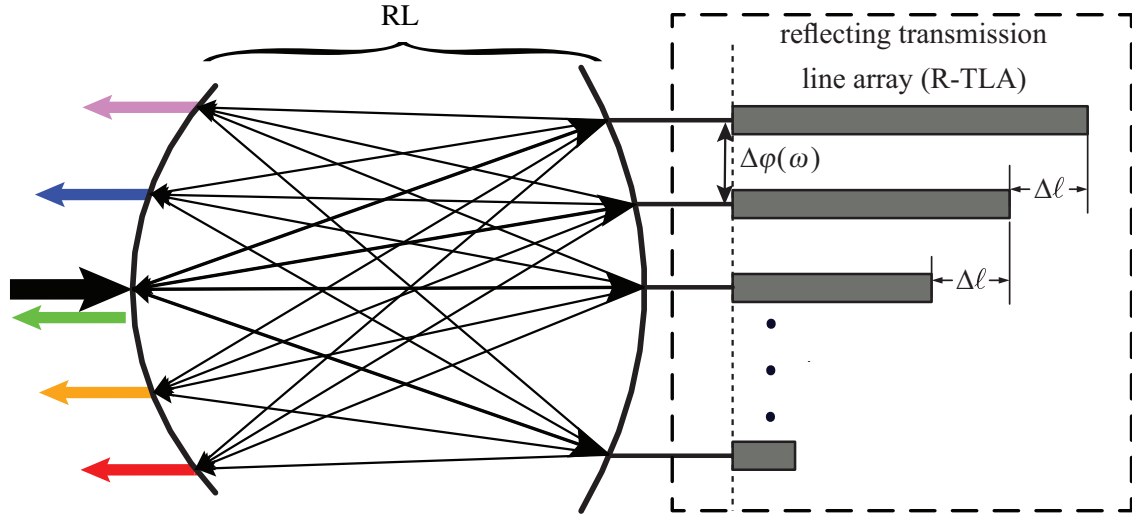 RL
reflecting transmission
line array (R-TLA)
Δφ(ω)
Δℓ
Δℓ